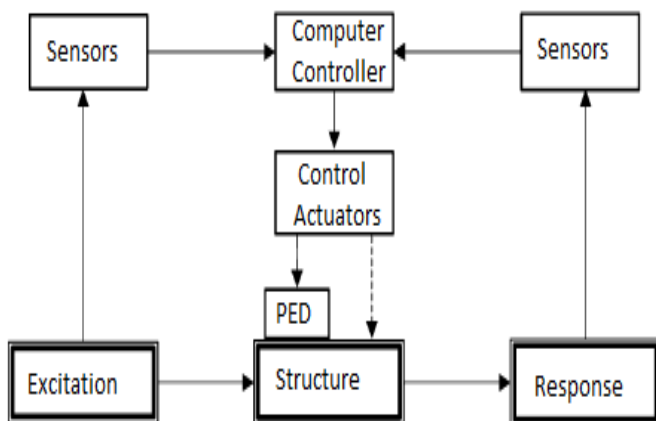 Sensors
Computer
Controller
Sensors
Control
Actuators
PED
Excitation
Structure
Response